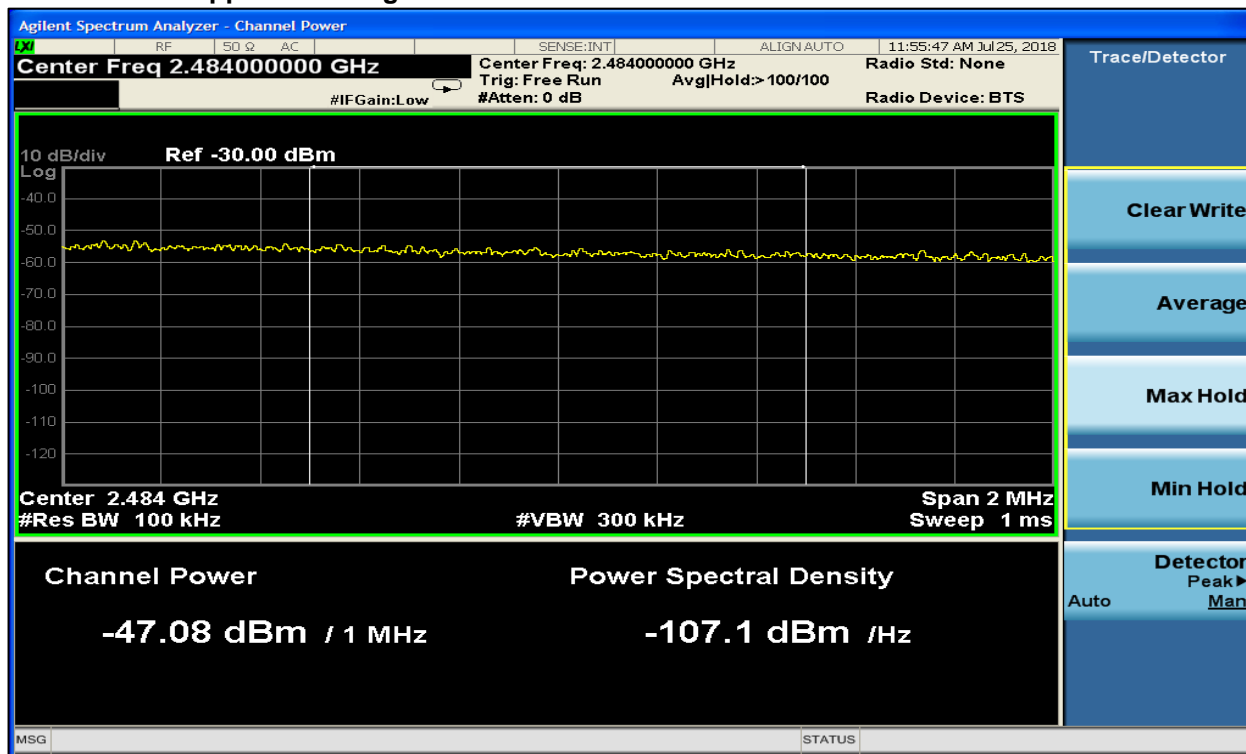 Agilent Spectrum Analyzer - Channel Power
LXI RF 50 Ω AC SENSE:INT ALIGN AUTO 11:55:47 AM Jul 25, 2018
Center Freq 2.484000000 GHz
Center Freq: 2.484000000 GHz
Radio Std: None
Trig: Free Run Avg|Hold:>100/100
#IFGain:Low
#Atten: 0 dB
Radio Device: BTS
Trace/Detector
10 dB/div Ref -30.00 dBm
Log
-40.0
-50.0
-60.0
-70.0
-80.0
-90.0
-100
-110
-120
Center 2.484 GHz Span 2 MHz
#Res BW 100 kHz #VBW 300 kHz Sweep 1 ms
Channel Power
-47.08 dBm / 1 MHz
Power Spectral Density
-107.1 dBm /Hz
Clear Write
Average
Max Hold
Min Hold
Detector
Peak▶
Auto Man
MSG STATUS